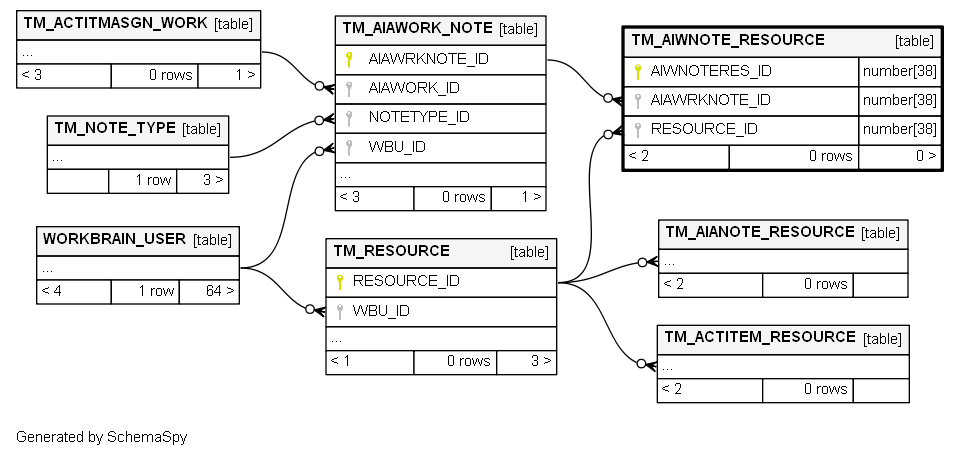 TM_ACTITMASGN_WORK [table]
...
< 3 0 rows 1 >
TM_NOTE_TYPE [table]
...
1 row 3 >
WORKBRAIN_USER [table]
...
< 4 1 row 64 >
TM_AIAWORK_NOTE [table]
AIAWRKNOTE_ID
AIAWORK_ID
NOTETYPE_ID
WBU_ID
...
< 3 0 rows 1 >
TM_RESOURCE [table]
RESOURCE_ID
WBU_ID
...
< 1 0 rows 3 >
TM_AIWNOTE_RESOURCE [table]
AIWNOTERES_ID number[38]
AIAWRKNOTE_ID number[38]
RESOURCE_ID number[38]
< 2 0 rows 0 >
TM_AIANOTE_RESOURCE [table]
...
< 2 0 rows
TM_ACTITEM_RESOURCE [table]
...
< 2 0 rows
Generated by SchemaSpy